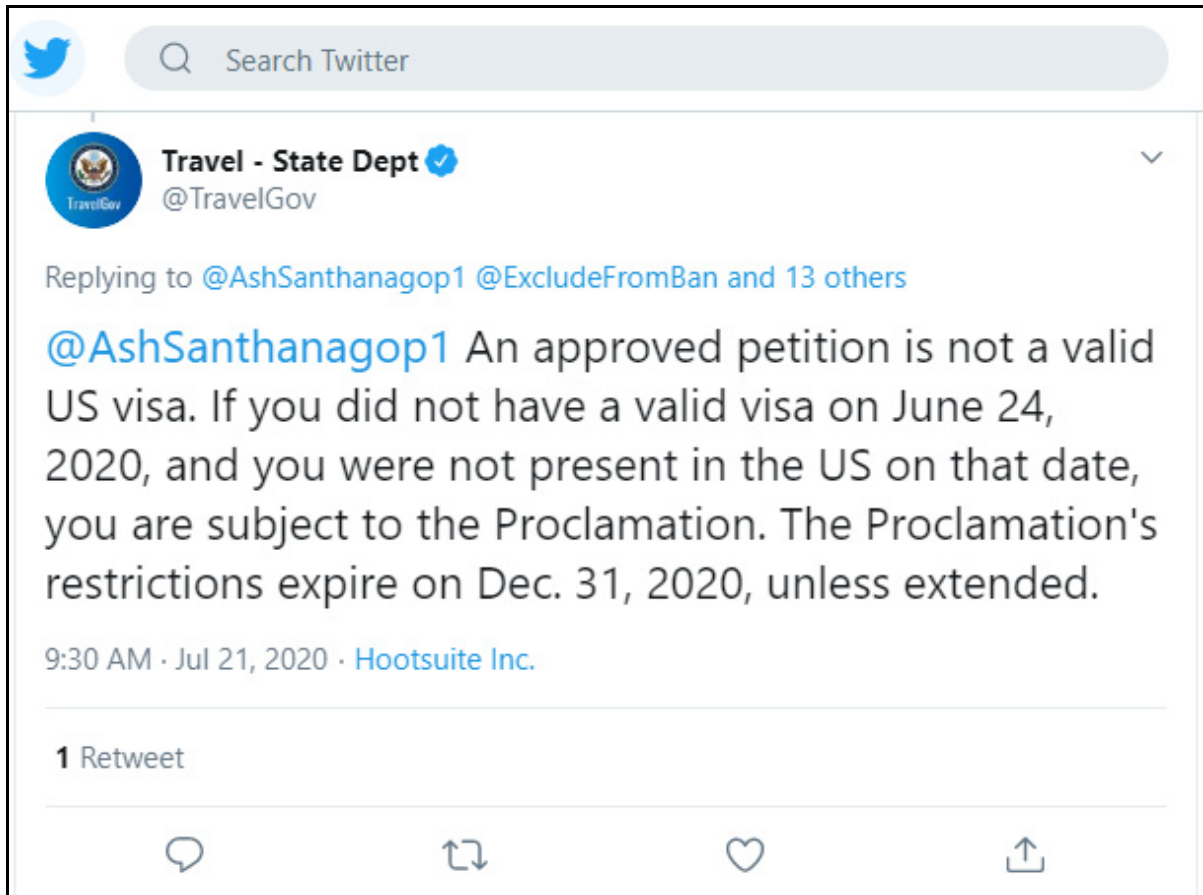 Search Twitter
Travel - State Dept
@TravelGov
TravelGov
Replying to @AshSanthanagop1 @ExcludeFromBan and 13 others
@AshSanthanagop1 An approved petition is not a valid
US visa. If you did not have a valid visa on June 24,
2020, and you were not present in the US on that date,
you are subject to the Proclamation. The Proclamation's
restrictions expire on Dec. 31, 2020, unless extended.
9:30 AM · Jul 21, 2020 · Hootsuite Inc.
1 Retweet